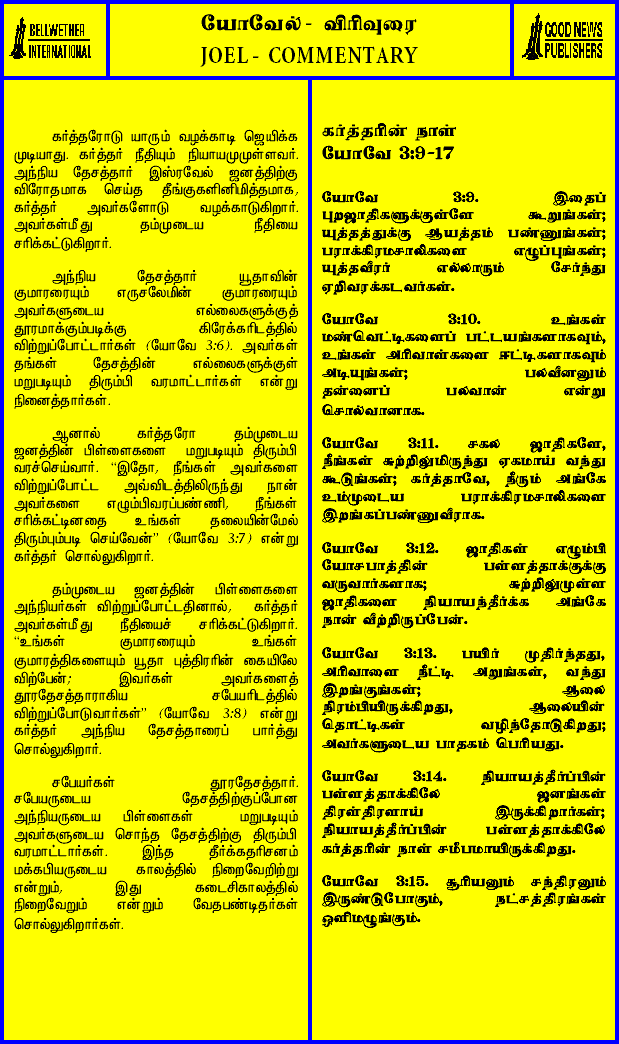 BELLWETHER
INTERNATIONAL
யோவேல் - விரிவுரை
JOEL - COMMENTARY
GOOD NEWS
PUBLISHERS
கர்த்தரோடு யாரும் வழக்காடி ஜெயிக்க
முடியாது. கர்த்தர் நீதியும் நியாயமுமுள்ளவர்.
அந்நிய தேசத்தார் இஸ்ரவேல் ஜனத்திற்கு
விரோதமாக செய்த தீங்குகளினிமித்தமாக,
கர்த்தர் அவர்களோடு வழக்காடுகிறார்.
அவர்கள்மீது தம்முடைய நீதியை
சரிக்கட்டுகிறார்.
அந்நிய தேசத்தார் யூதாவின்
குமாரரையும் எருசலேமின் குமாரரையும்
அவர்களுடைய எல்லைகளுக்குத்
தூரமாக்கும்படிக்கு கிரேக்கரிடத்தில்
விற்றுப்போட்டார்கள் (யோவே 3:6). அவர்கள்
தங்கள் தேசத்தின் எல்லைகளுக்குள்
மறுபடியும் திரும்பி வரமாட்டார்கள் என்று
நினைத்தார்கள்.
ஆனால் கர்த்தரோ தம்முடைய
ஜனத்தின் பிள்ளைகளை மறுபடியும் திரும்பி
வரச்செய்வார். “இதோ, நீங்கள் அவர்களை
விற்றுப்போட்ட அவ்விடத்திலிருந்து நான்
அவர்களை எழும்பிவரப்பண்ணி, நீங்கள்
சரிக்கட்டினதை உங்கள் தலையின்மேல்
திரும்பும்படி செய்வேன்” (யோவே 3:7) என்று
கர்த்தர் சொல்லுகிறார்.
தம்முடைய ஜனத்தின் பிள்ளைகளை
அந்நியர்கள் விற்றுப்போட்டதினால், கர்த்தர்
அவர்கள்மீது நீதியைச் சரிக்கட்டுகிறார்.
“உங்கள் குமாரரையும் உங்கள்
குமாரத்திகளையும் யூதா புத்திரரின் கையிலே
விற்பேன்; இவர்கள் அவர்களைத்
தூரதேசத்தாராகிய சபேயரிடத்தில்
விற்றுப்போடுவார்கள்” (யோவே 3:8) என்று
கர்த்தர் அந்நிய தேசத்தாரைப் பார்த்து
சொல்லுகிறார்.
சபேயர்கள் தூரதேசத்தார்.
சபேயருடைய தேசத்திற்குப்போன
அந்நியருடைய பிள்ளைகள் மறுபடியும்
அவர்களுடைய சொந்த தேசத்திற்கு திரும்பி
வரமாட்டார்கள். இந்த தீர்க்கதரிசனம்
மக்கபியருடைய காலத்தில் நிறைவேறிற்று
என்றும், இது கடைசிகாலத்தில்
நிறைவேறும் என்றும் வேதபண்டிதர்கள்
சொல்லுகிறார்கள்.
கர்த்தரின் நாள்
யோவே 3:9-17
யோவே 3:9. இதைப்
புறஜாதிகளுக்குள்ளே கூறுங்கள்;
யுத்தத்துக்கு ஆயத்தம் பண்ணுங்கள்;
பராக்கிரமசாலிகளை எழுப்புங்கள்;
யுத்தவீரர் எல்லாரும் சேர்ந்து
ஏறிவரக்கடவர்கள்.
யோவே 3:10. உங்கள்
மண்வெட்டிகளைப் பட்டயங்களாகவும்,
உங்கள் அரிவாள்களை ஈட்டிகளாகவும்
அடியுங்கள்; பலவீனனும்
தன்னைப் பலவான் என்று
சொல்வானாக.
யோவே 3:11. சகல ஜாதிகளே,
நீங்கள் சுற்றிலுமிருந்து ஏகமாய் வந்து
கூடுங்கள்; கர்த்தாவே, நீரும் அங்கே
உம்முடைய பராக்கிரமசாலிகளை
இறங்கப்பண்ணுவீராக.
யோவே 3:12. ஜாதிகள் எழும்பி
யோசபாத்தின் பள்ளத்தாக்குக்கு
வருவார்களாக; சுற்றிலுமுள்ள
ஜாதிகளை நியாயந்தீர்க்க அங்கே
நான் வீற்றிருப்பேன்.
யோவே 3:13. பயிர் முதிர்ந்தது,
அரிவாளை நீட்டி அறுங்கள், வந்து
இறங்குங்கள்; ஆலை
நிரம்பியிருக்கிறது, ஆலையின்
தொட்டிகள் வழிந்தோடுகிறது;
அவர்களுடைய பாதகம் பெரியது.
யோவே 3:14. நியாயத்தீர்ப்பின்
பள்ளத்தாக்கிலே ஜனங்கள்
திரள்திரளாய் இருக்கிறார்கள்;
நியாயத்தீர்ப்பின் பள்ளத்தாக்கிலே
கர்த்தரின் நாள் சமீபமாயிருக்கிறது.
யோவே 3:15. சூரியனும் சந்திரனும்
இருண்டுபோகும், நட்சத்திரங்கள்
ஒளிமழுங்கும்.